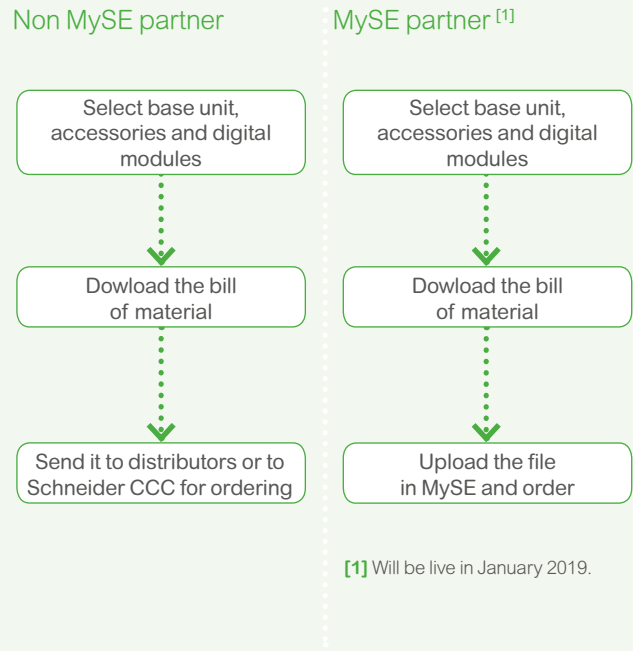 Non MySE partner
Select base unit,
accessories and digital
modules
Dowload the bill
of material
Send it to distributors or to
Schneider CCC for ordering
MySE partner [1]
Select base unit,
accessories and digital
modules
Dowload the bill
of material
Upload the file
in MySE and order
[1] Will be live in January 2019.